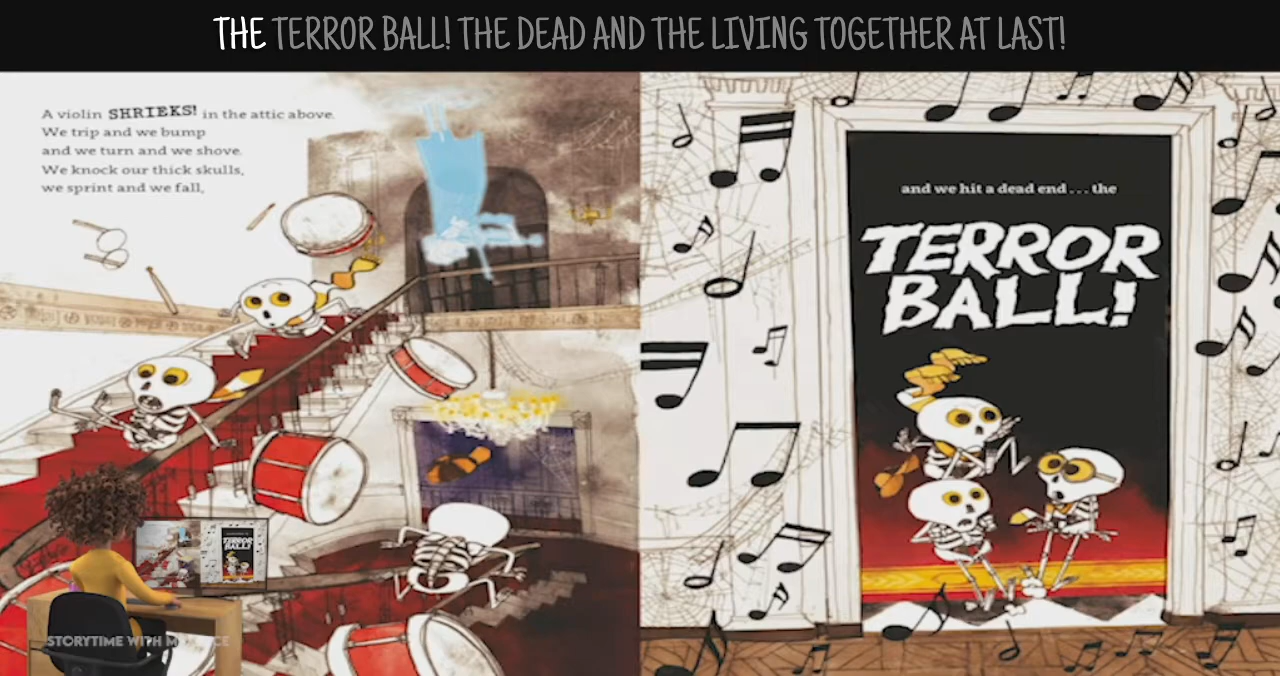 THE TERROR BALL! THE DEAD AND THE LIVING TOGETHER AT LAST!
A violin SHRIEKS! in the attic above.
We trip and we bump
and we turn and we shove.
We knock our thick skulls,
we sprint and we fall,
and we hit a dead end . . . the
TERROR
BALL!
TERROR
BALL!
STORYTIME WITH